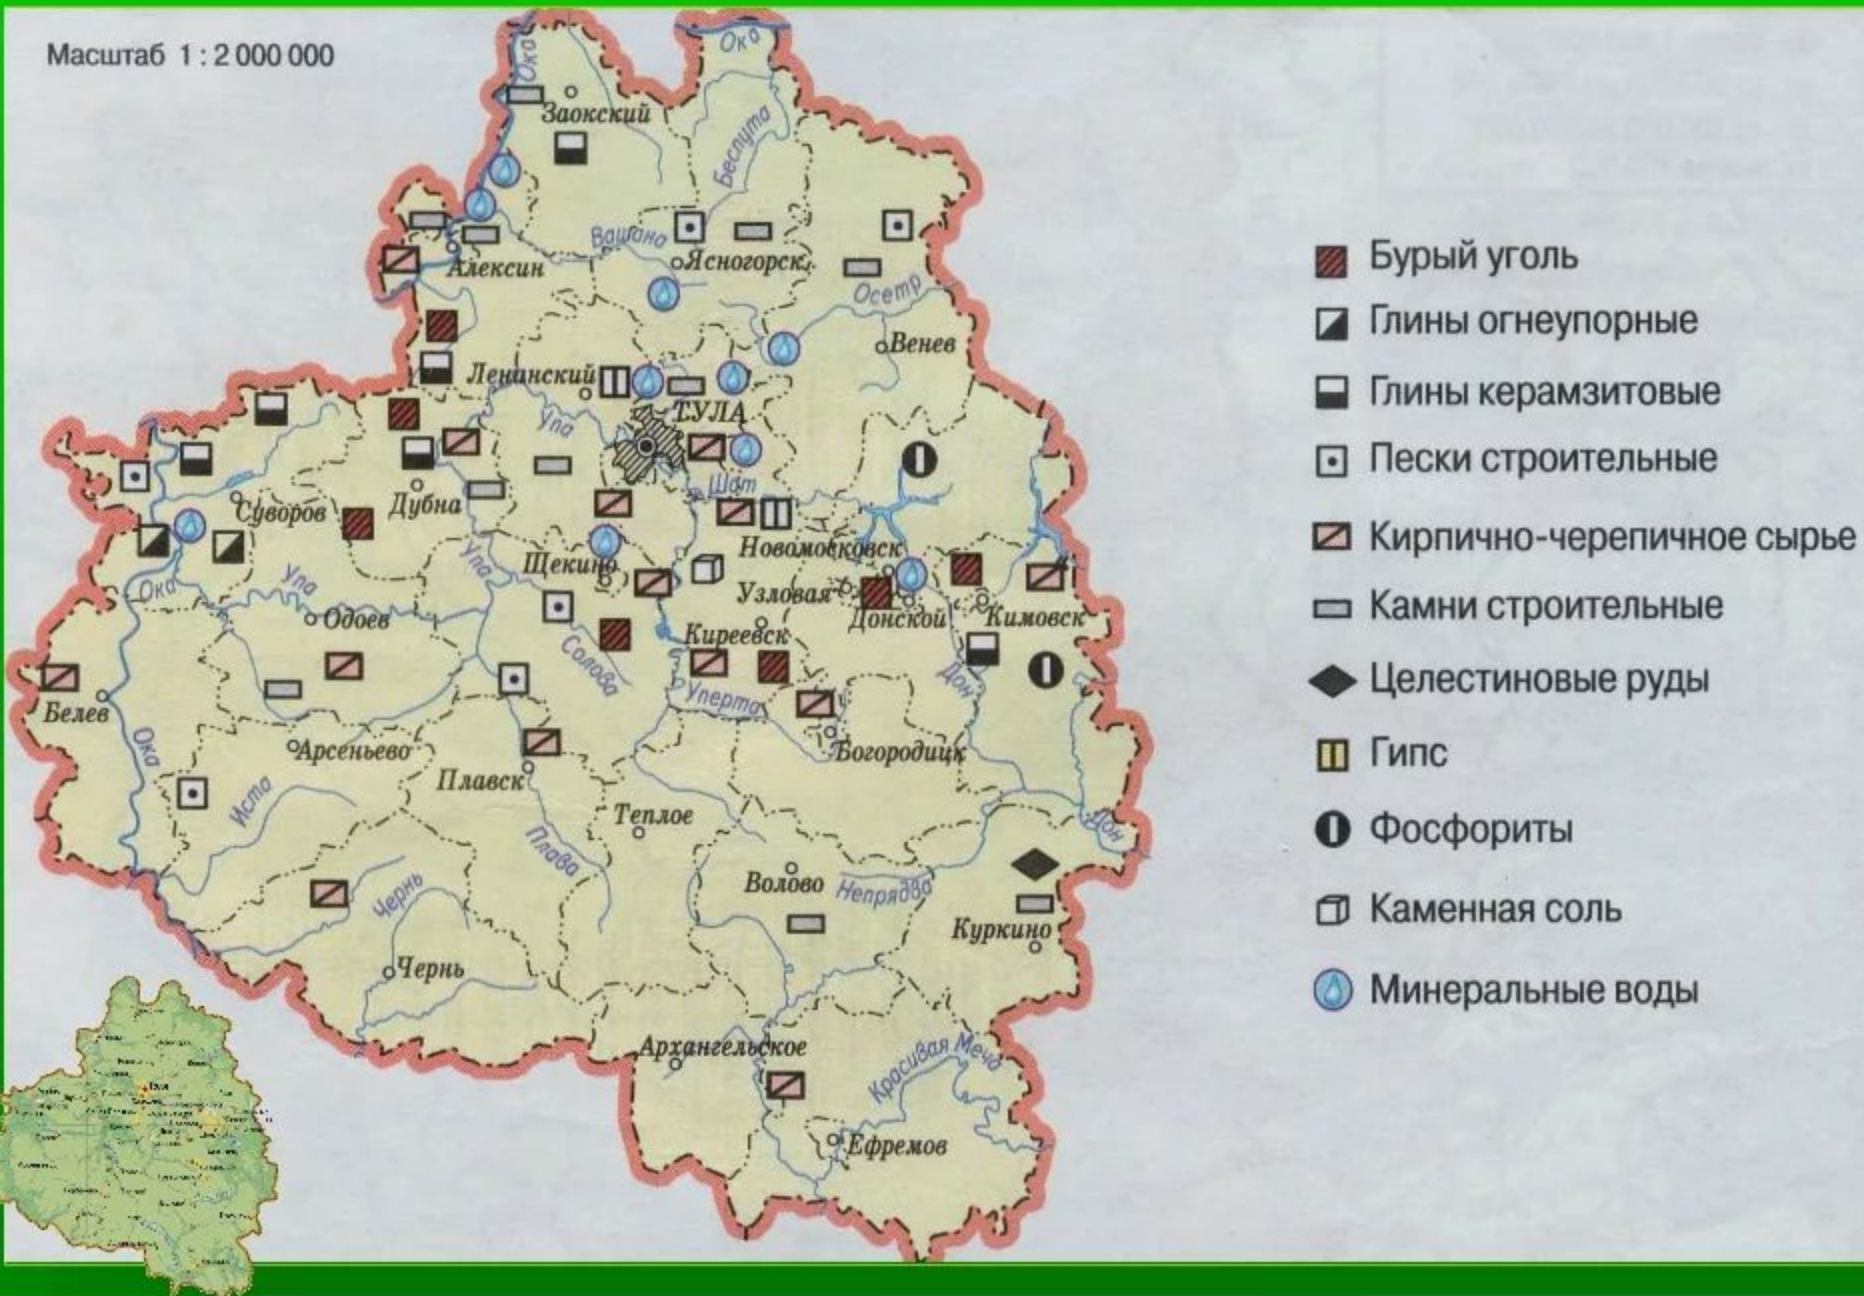 Масштаб 1 : 2 000 000
Ока
Ока
Заокский
Беспута
Вашана
Ясногорск
Алексин
Осетр
Венев
Ленинский
ТУЛА
Упа
Шат
Суворов
Дубна
Новомосковск
Щекино
Упа
Узловая
Донской
Кимовск
Ока
Упа
Одоев
Киреевск
Солова
Дон
Белев
Уперта
Ока
Арсеньево
Богородицк
Плавск
Иста
Теплое
Дон
Плава
Волово
Непрядва
Чернь
Куркино
Чернь
Архангельское
Красивая Меча
Ефремов
Бурый уголь
Глины огнеупорные
Глины керамзитовые
Пески строительные
Кирпично-черепичное сырье
Камни строительные
Целестиновые руды
Гипс
Фосфориты
Каменная соль
Минеральные воды